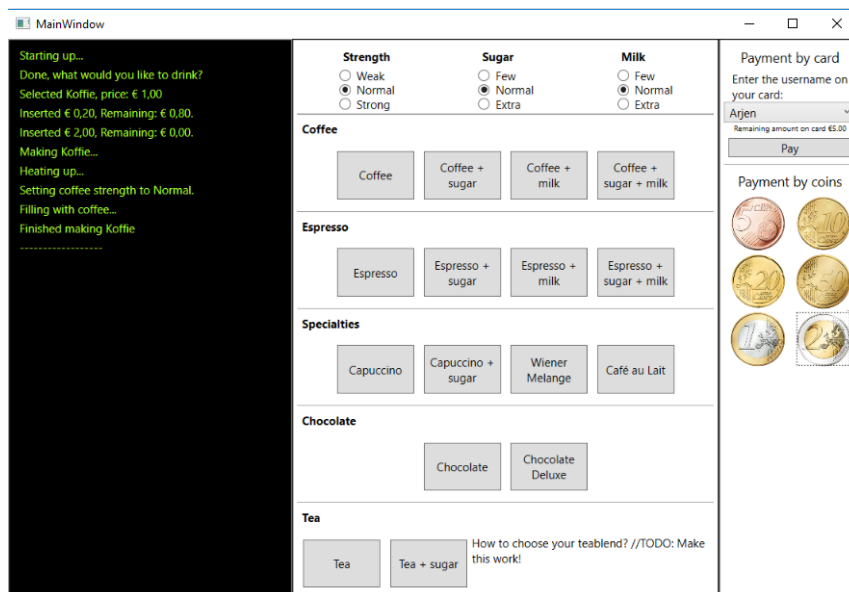 MainWindow
Starting up...
Done, what would you like to drink?
Selected Koffie, price: € 1,00
Inserted € 0,20, Remaining: € 0,80.
Inserted € 2,00, Remaining: € 0,00.
Making Koffie...
Heating up...
Setting coffee strength to Normal.
Filling with coffee...
Finished making Koffie
------------------
Strength
Weak
Normal
Strong
Sugar
Few
Normal
Extra
Milk
Few
Normal
Extra
Coffee
Coffee
Coffee +
sugar
Coffee +
milk
Coffee +
sugar + milk
Espresso
Espresso
Espresso +
sugar
Espresso +
milk
Espresso +
sugar + milk
Specialties
Capuccino
Capuccino +
sugar
Wiener
Melange
Café au Lait
Chocolate
Chocolate
Chocolate
Deluxe
Tea
Tea
Tea + sugar
How to choose your teablend? //TODO: Make
this work!
Payment by card
Enter the username on
your card:
Arjen
Remaining amount on card €5.00
Pay
Payment by coins
5
10
20
50
1
2